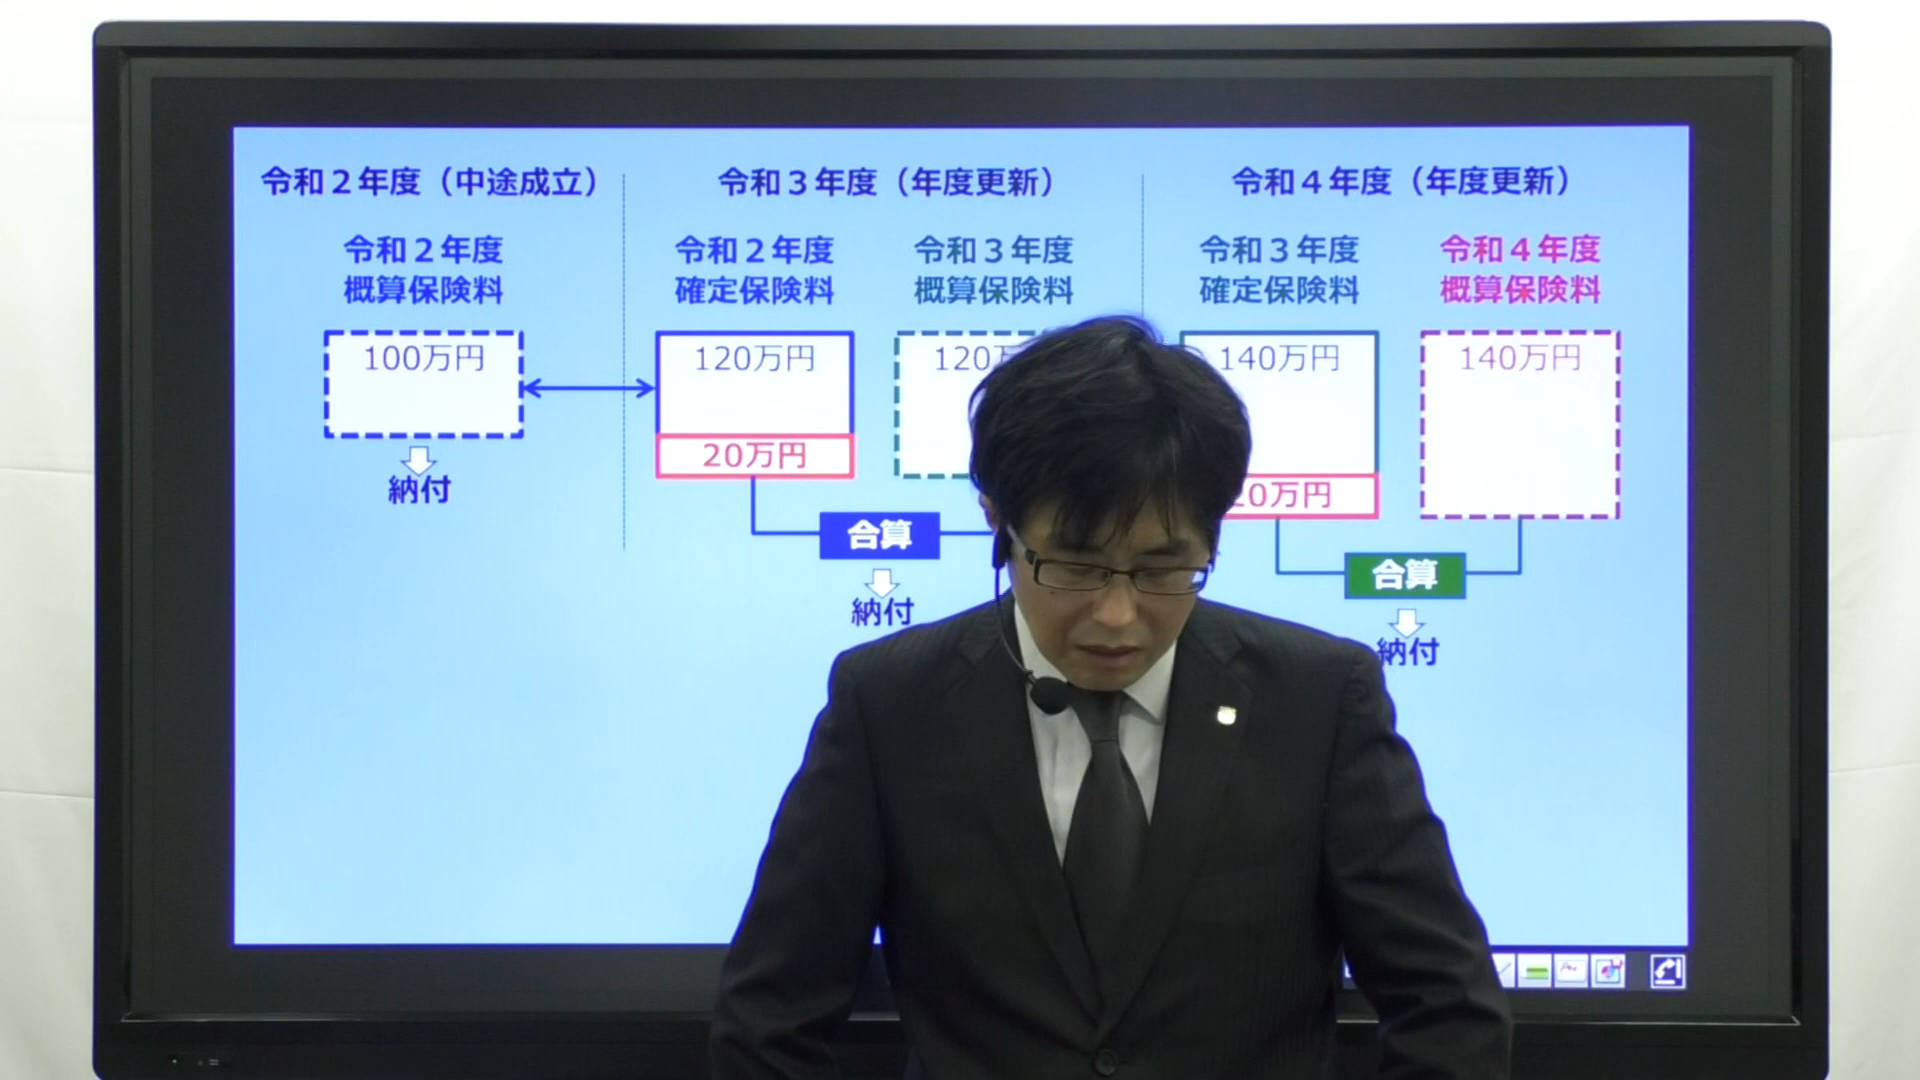 令和２年度（中途成立）
令和３年度（年度更新）
令和４年度（年度更新）
令和２年度
概算保険料
令和２年度
確定保険料
令和３年度
概算保険料
令和３年度
確定保険料
令和４年度
概算保険料
100万円
120万円
120
140万円
140万円
20万円
0万円
納付
合算
納付
合算
納付